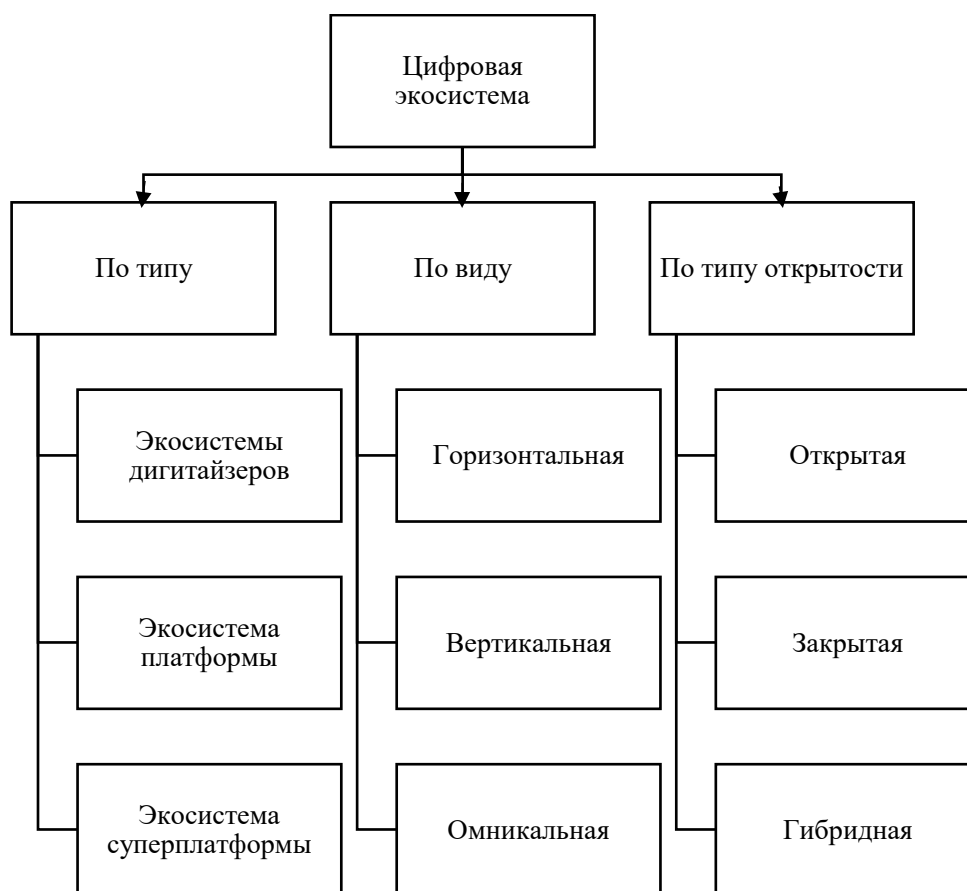 Цифровая
экосистема
По типу
По виду
По типу открытости
Экосистемы
дигитайзеров
Горизонтальная
Открытая
Экосистема
платформы
Вертикальная
Закрытая
Экосистема
суперплатформы
Омникальная
Гибридная